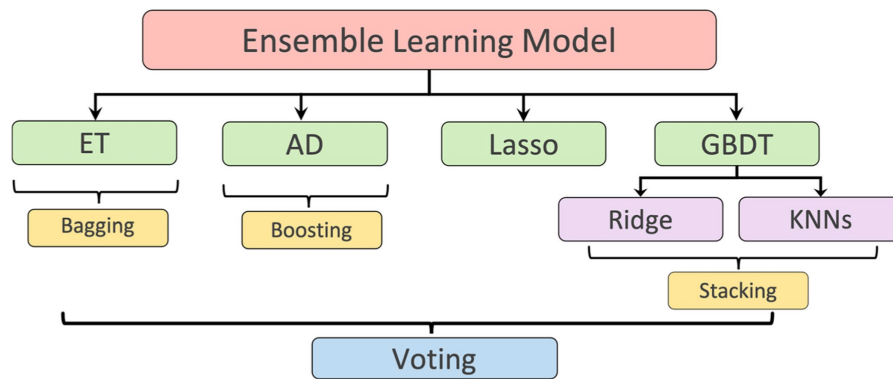 Ensemble Learning Model
ET
AD
Lasso
GBDT
Bagging
Boosting
Ridge
KNNs
Stacking
Voting